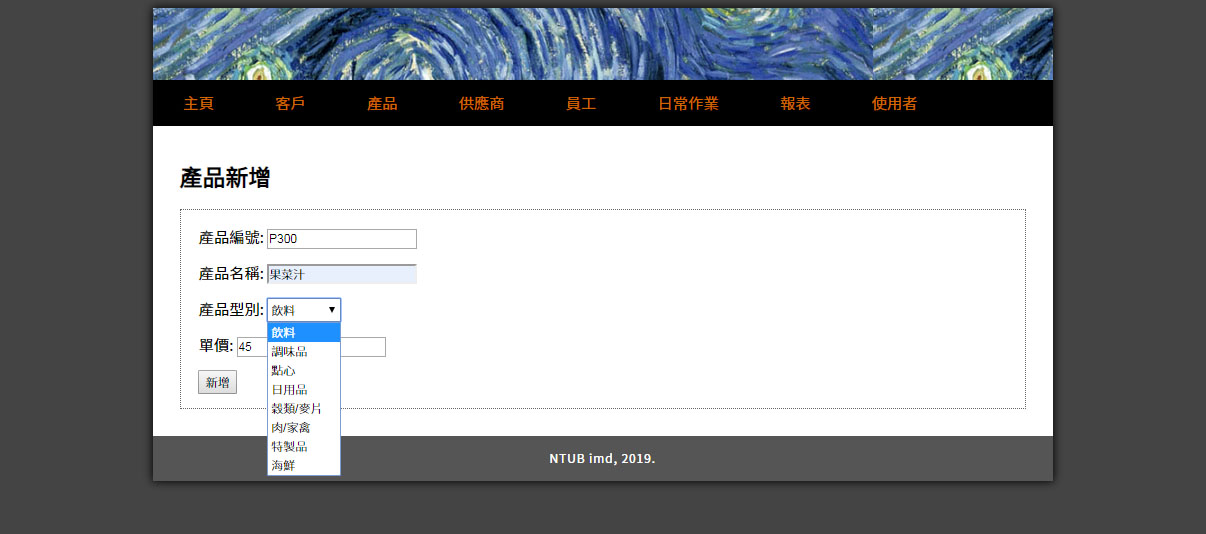 主頁 客戶 產品 供應商 員工 日常作業 報表 使用者
產品新增
產品編號: P300
產品名稱: 果菜汁
產品型別: 飲料
飲料
單價: 45
調味品
點心
新增
日用品
穀類/麥片
肉/家禽
特製品
海鮮
NTUB imd, 2019.